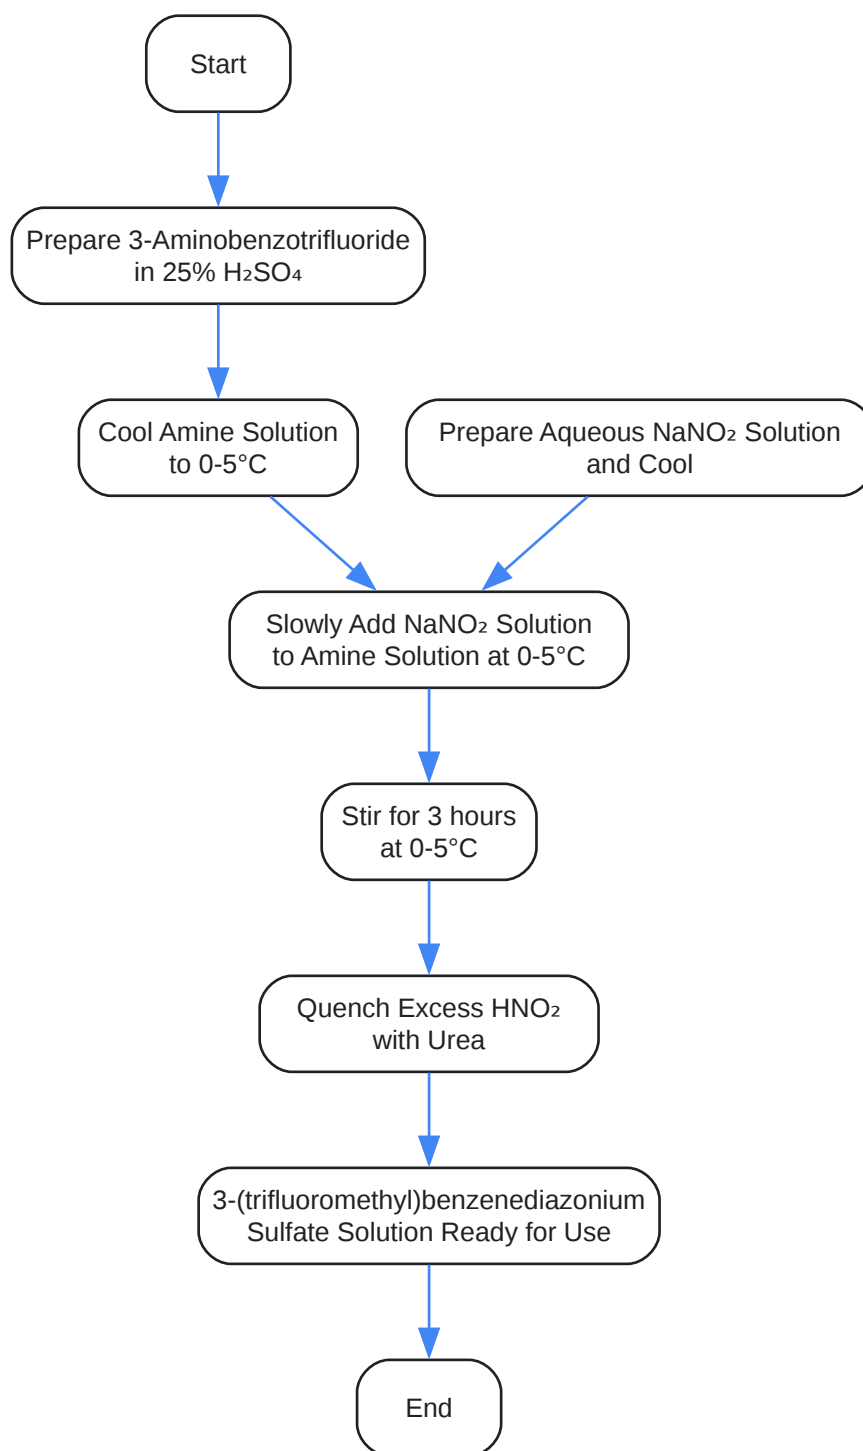 Start
Prepare 3-Aminobenzotrifluoride
in 25% H₂SO₄
Cool Amine Solution
to 0-5°C
Prepare Aqueous NaNO₂ Solution
and Cool
Slowly Add NaNO₂ Solution
to Amine Solution at 0-5°C
Stir for 3 hours
at 0-5°C
Quench Excess HNO₂
with Urea
3-(trifluoromethyl)benzenediazonium
Sulfate Solution Ready for Use
End